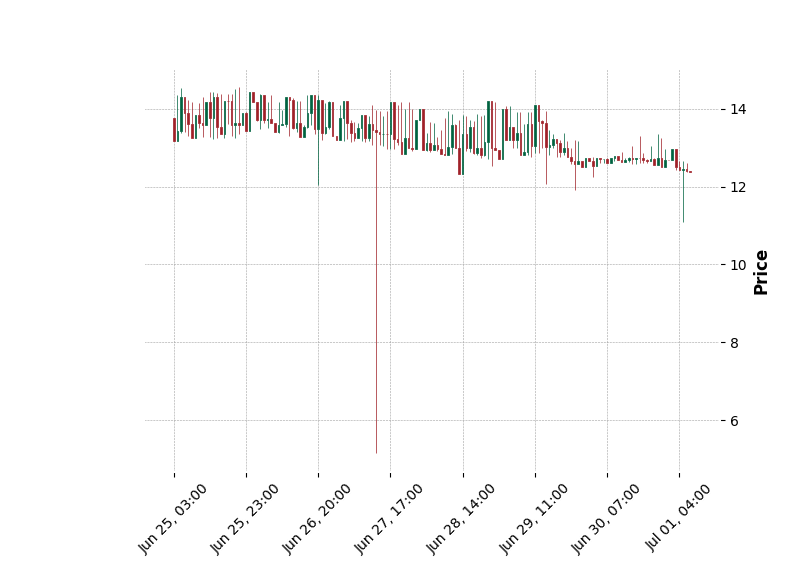 14
12
10
8
6
Price
Jun 25, 03:00
Jun 25, 23:00
Jun 26, 20:00
Jun 27, 17:00
Jun 28, 14:00
Jun 29, 11:00
Jun 30, 07:00
Jul 01, 04:00